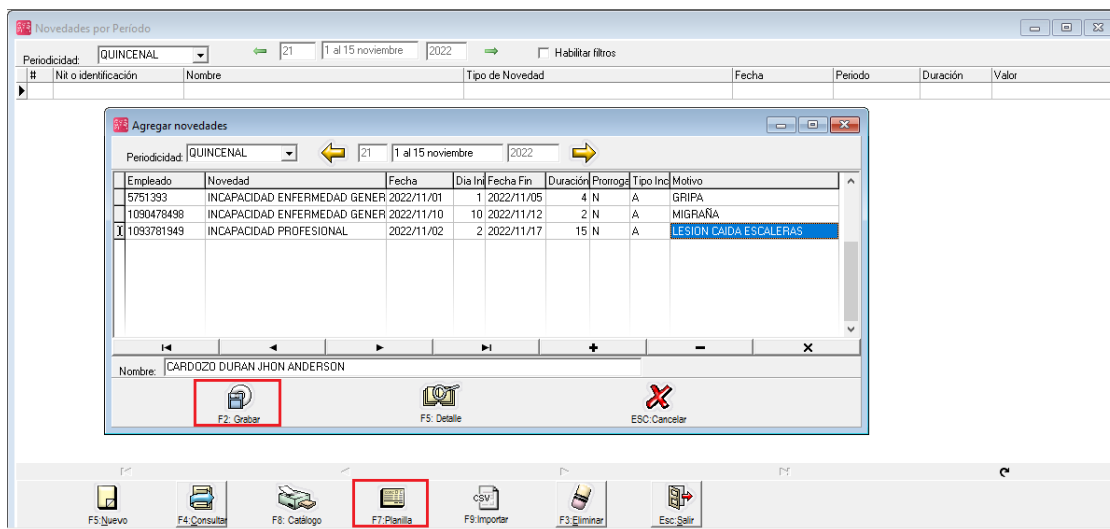 Novedades por Período
Periodicidad: QUINCENAL 21 1 al 15 noviembre 2022 Habilitar filtros
# Nit o identificación Nombre Tipo de Novedad Fecha Periodo Duración Valor
Agregar novedades
Periodicidad: QUINCENAL 21 1 al 15 noviembre 2022
Empleado Novedad Fecha Dia Ini Fecha Fin Duración Prorroga Tipo Inc Motivo
5751393 INCAPACIDAD ENFERMEDAD GENER 2022/11/01 1 2022/11/05 4 N A GRIPA
1090478498 INCAPACIDAD ENFERMEDAD GENER 2022/11/10 10 2022/11/12 2 N A MIGRAÑA
1093781949 INCAPACIDAD PROFESIONAL 2022/11/02 2 2022/11/17 15 N A LESION CAIDA ESCALERAS
Nombre: CARDOZO DURAN JHON ANDERSON
F2: Grabar F5: Detalle ESC:Cancelar
F5:Nuevo F4:Consultar F8: Catálogo F7:Planilla CSV F9:Importar F3:Eliminar Esc:Salir